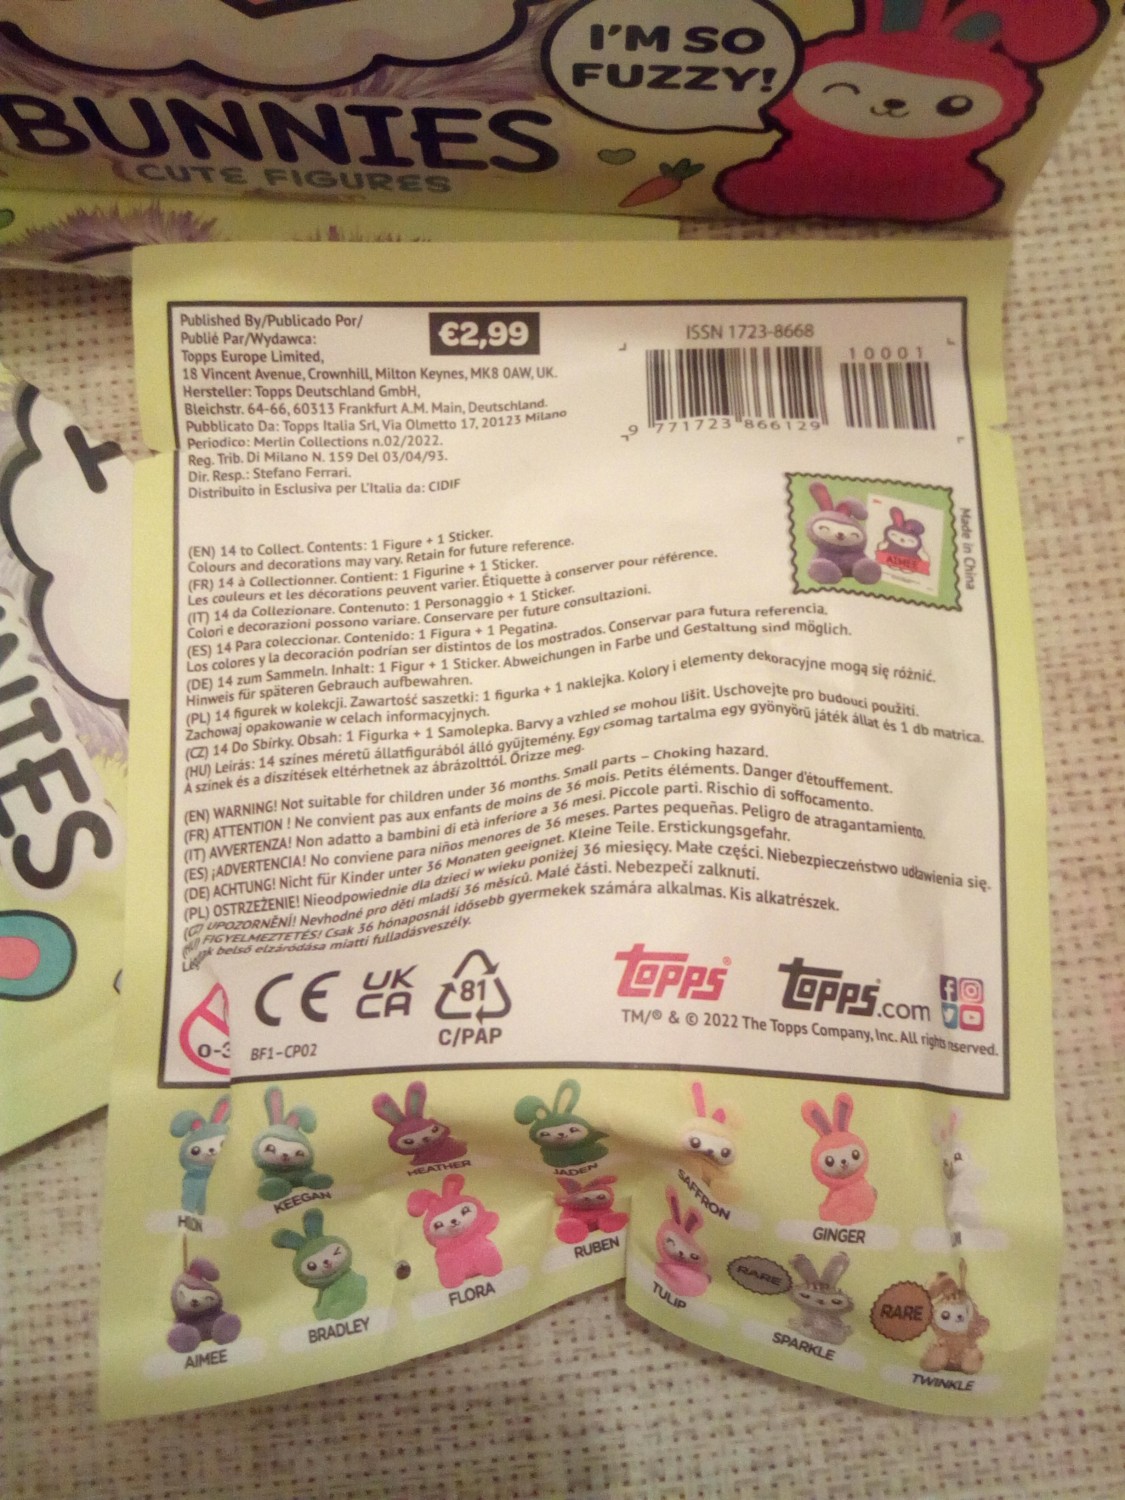 I'M SO
FUZZY!
BUNNIES
CUTE FIGURES
Published By/Publicado Por/
Publié Par/Wydawca:
€2,99
Topps Europe Limited,
18 Vincent Avenue, Crownhill, Milton Keynes, MK8 0AW, UK.
Hersteller: Topps Deutschland GmbH,
Bleichstr. 64-66, 60313 Frankfurt A.M. Main, Deutschland.
Pubblicato Da: Topps Italia Srl, Via Olmetto 17, 20123 Milano
Periodico: Merlin Collections n.02/2022.
Reg. Trib. Di Milano N. 159 Del 03/04/93.
Dir. Resp.: Stefano Ferrari.
Distribuito in Esclusiva per L'Italia da: CIDIF
ISSN 1723-8668
10001
9 771723 866129
AIMEE
Made in China
(EN) 14 to Collect. Contents: 1 Figure + 1 Sticker.
Colours and decorations may vary. Retain for future reference.
(FR) 14 à Collectionner. Contient: 1 Figurine + 1 Sticker.
Les couleurs et les décorations peuvent varier. Étiquette à conserver pour référence.
(IT) 14 da Collezionare. Contenuto: 1 Personaggio + 1 Sticker.
Colori e decorazioni possono variare. Conservare per future consultazioni.
(ES) 14 Para coleccionar. Contenido: 1 Figura + 1 Pegatina.
Los colores y la decoración podrían ser distintos de los mostrados. Conservar para futura referencia.
(DE) 14 zum Sammeln. Inhalt: 1 Figur + 1 Sticker. Abweichungen in Farbe und Gestaltung sind möglich.
Hinweis für späteren Gebrauch aufbewahren.
(PL) 14 figurek w kolekcji. Zawartość saszetki: 1 figurka + 1 naklejka. Kolory i elementy dekoracyjne mogą się różnić.
Zachowaj opakowanie w celach informacyjnych.
(CZ) 14 Do Sbírky. Obsah: 1 Figurka + 1 Samolepka. Barvy a vzhled se mohou lišit. Uschovejte pro budoucí použití.
(HU) Leírás: 14 színes méretű állatfigurából álló gyűjtemény. Egy csomag tartalma egy gyönyörű játék állat és 1 db matrica.
A színek és a díszítések eltérhetnek az ábrázolttól. Őrizze meg.
(EN) WARNING! Not suitable for children under 36 months. Small parts – Choking hazard.
(FR) ATTENTION ! Ne convient pas aux enfants de moins de 36 mois. Petits éléments. Danger d'étouffement.
(IT) AVVERTENZA! Non adatto a bambini di età inferiore a 36 mesi. Piccole parti. Rischio di soffocamento.
(ES) ¡ADVERTENCIA! No conviene para niños menores de 36 meses. Partes pequeñas. Peligro de atragantamiento.
(DE) ACHTUNG! Nicht für Kinder unter 36 Monaten geeignet. Kleine Teile. Erstickungsgefahr.
(PL) OSTRZEŻENIE! Nieodpowiednie dla dzieci w wieku poniżej 36 miesięcy. Małe części. Niebezpieczeństwo udławienia się.
(CZ) UPOZORNĚNÍ! Nevhodné pro děti mladší 36 měsíců. Malé části. Nebezpečí zalknutí.
(HU) FIGYELMEZTETÉS! Csak 36 hónaposnál idősebb gyermekek számára alkalmas. Kis alkatrészek.
belső elzáródása miatti fulladásveszély.
0-3
CE
UK
CA
81
C/PAP
BF1-CP02
TOPPS
TOPPS.com
TM/® & © 2022 The Topps Company, Inc. All rights reserved.
KEEGAN
HEATHER
JADEN
SAFFRON
GINGER
AIMEE
BRADLEY
FLORA
RUBEN
TULIP
RARE
SPARKLE
RARE
TWINKLE